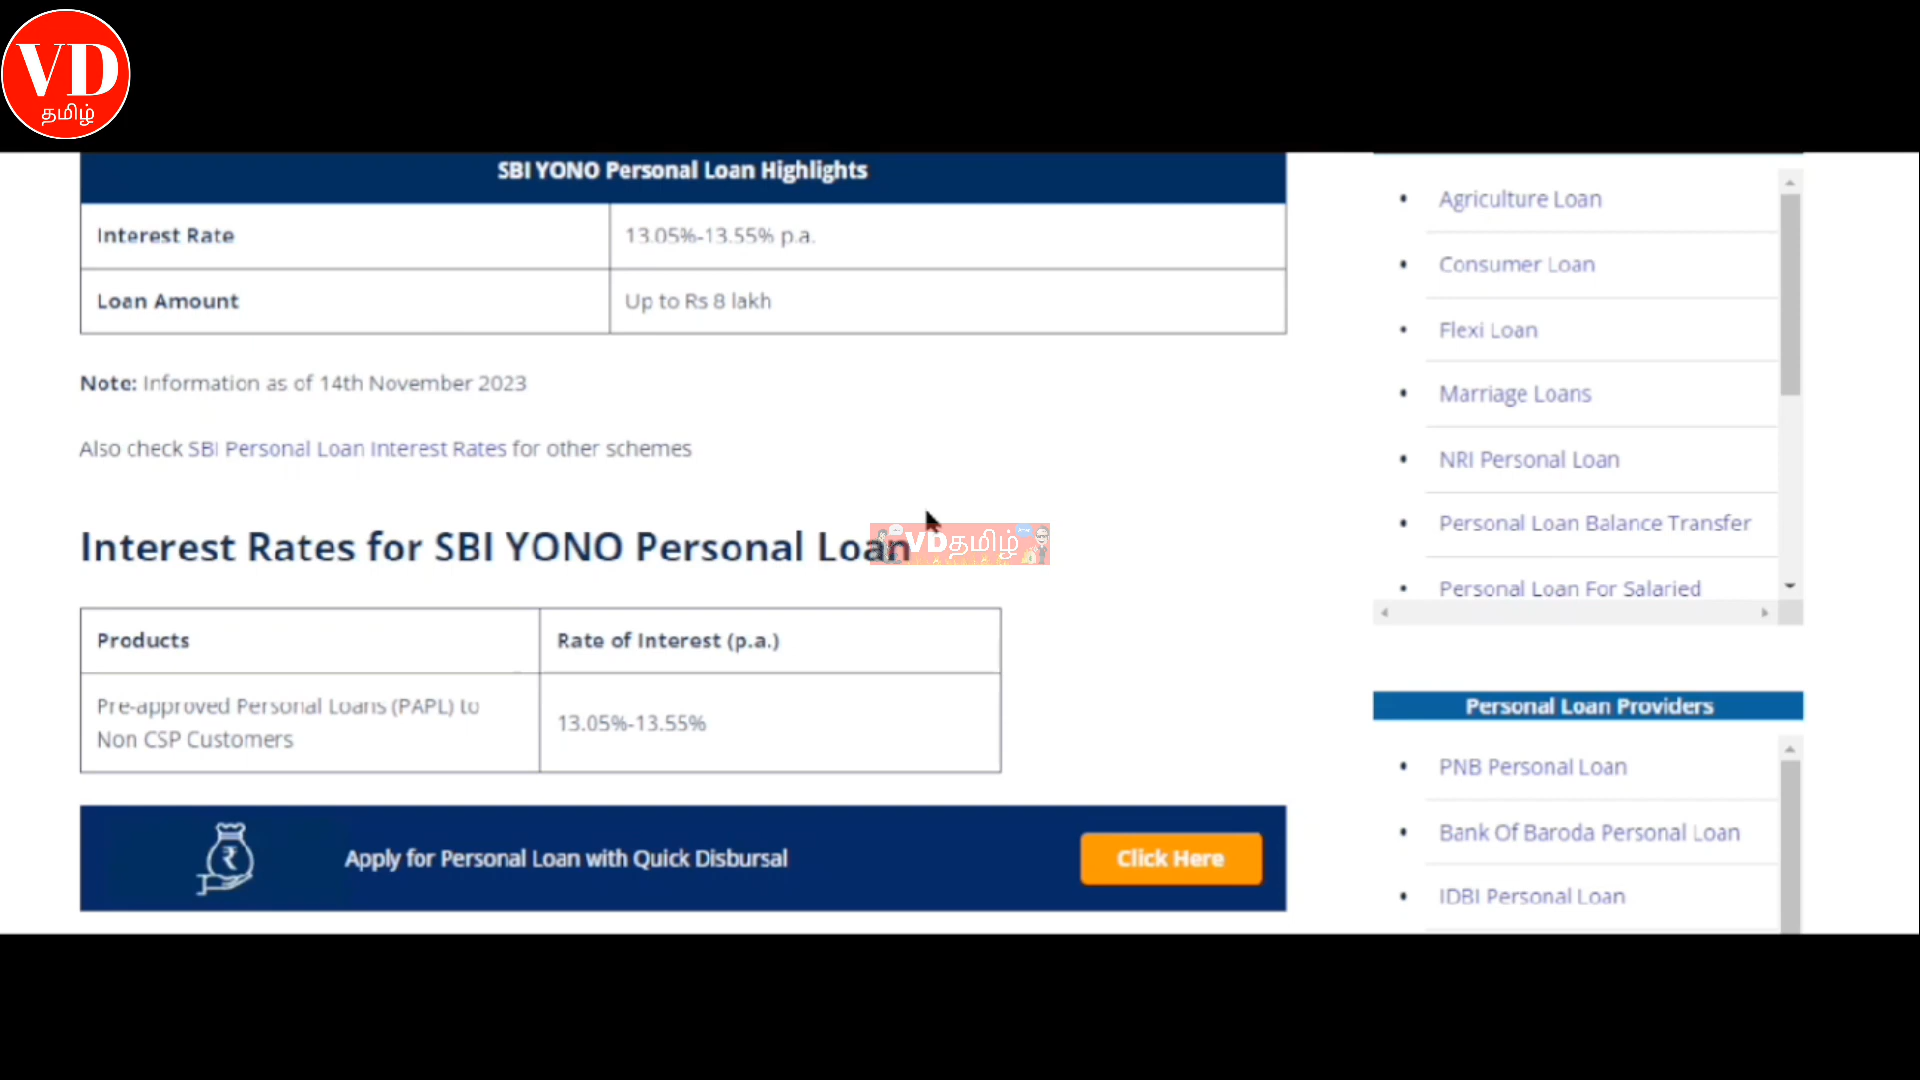 VD
தமிழ்
SBI YONO Personal Loan Highlights
Interest Rate 13.05%-13.55% p.a.
Loan Amount Up to Rs 8 lakh
Note: Information as of 14th November 2023
Also check SBI Personal Loan Interest Rates for other schemes
Interest Rates for SBI YONO Personal Loan
VDதமிழ்
Products Rate of Interest (p.a.)
Pre-approved Personal Loans (PAPL) to
Non CSP Customers
13.05%-13.55%
₹
Apply for Personal Loan with Quick Disbursal
Click Here
Agriculture Loan
Consumer Loan
Flexi Loan
Marriage Loans
NRI Personal Loan
Personal Loan Balance Transfer
Personal Loan For Salaried
Personal Loan Providers
PNB Personal Loan
Bank Of Baroda Personal Loan
IDBI Personal Loan